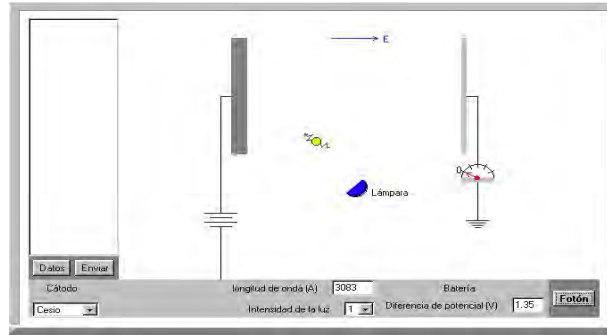 E
Lámpara
0
Datos Enviar
Cátodo longitud de onda (A) 3083 Batería
Cesio Intensidad de la luz 1 Diferencia de potencial (V) 1.35 Fotón